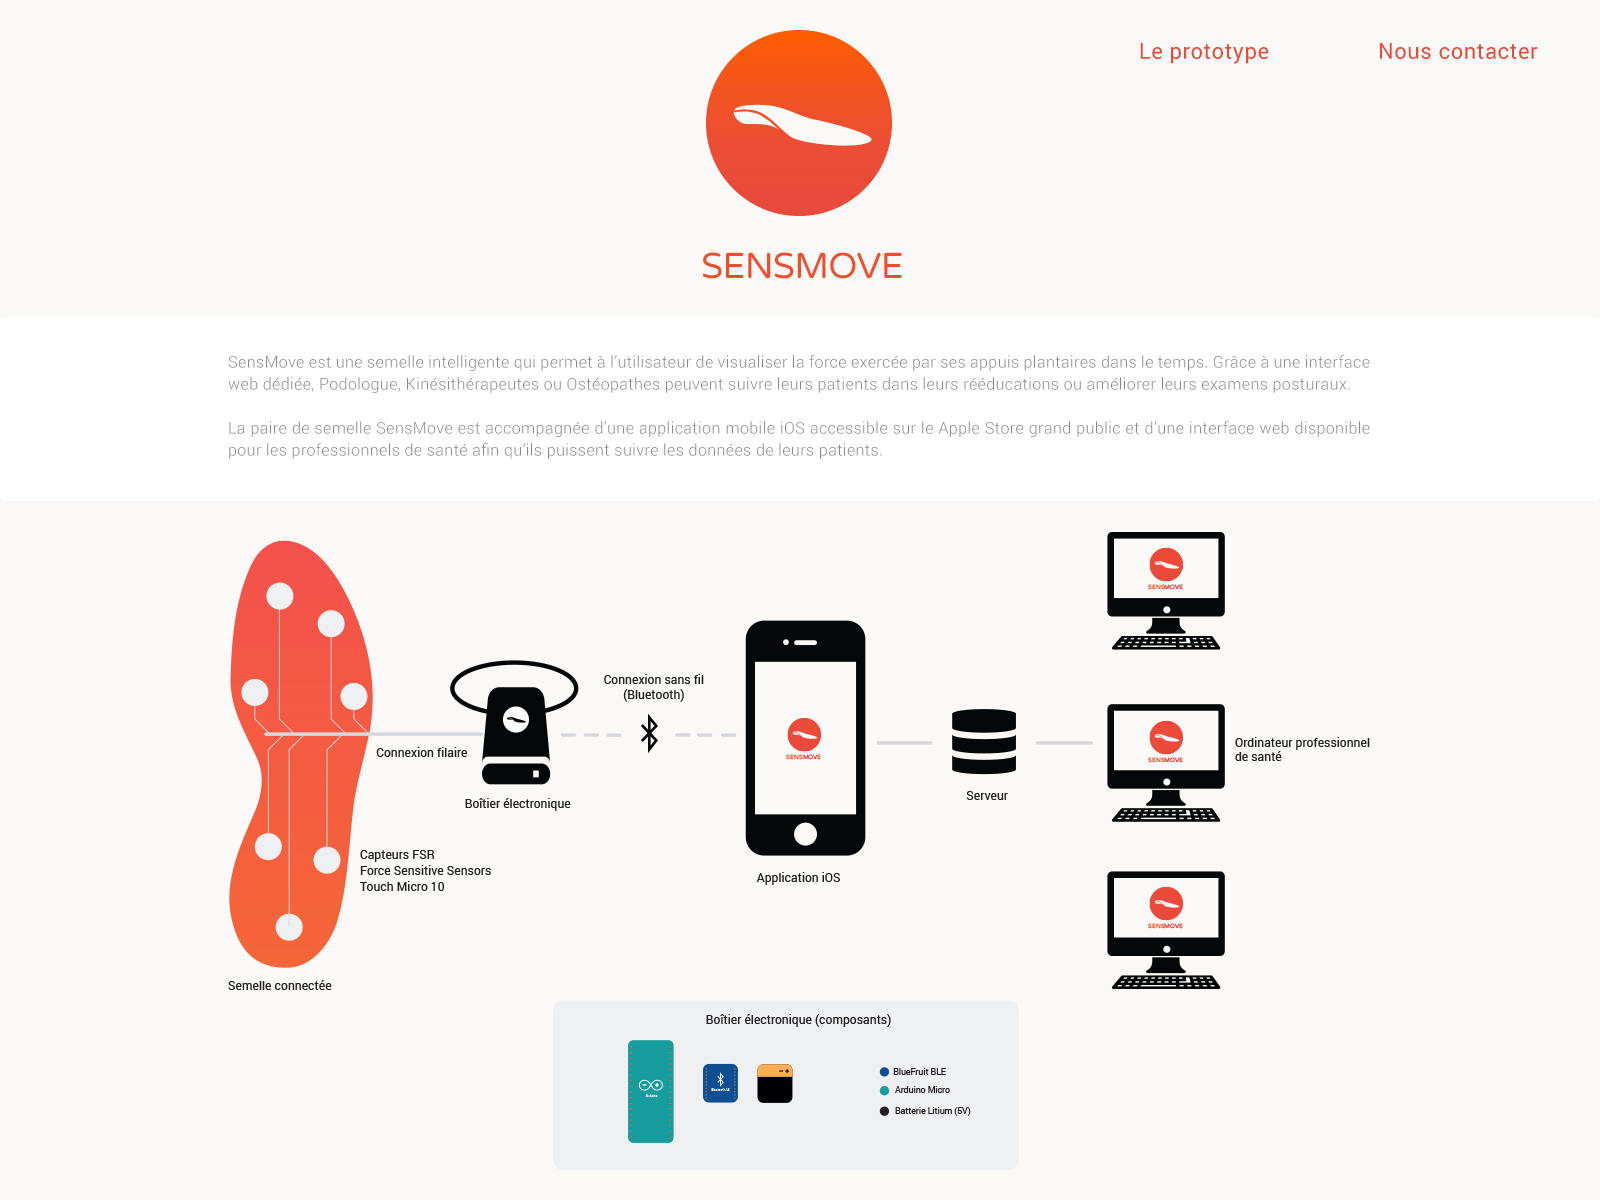 Le prototype
Nous contacter
SENSMOVE
SensMove est une semelle intelligente qui permet à l'utilisateur de visualiser la force exercée par ses appuis plantaires dans le temps. Grâce à une interface
web dédiée, Podologue, Kinésithérapeutes ou Ostéopathes peuvent suivre leurs patients dans leurs rééducations ou améliorer leurs examens posturaux.
La paire de semelle SensMove est accompagnée d'une application mobile iOS accessible sur le Apple Store grand public et d'une interface web disponible
pour les professionnels de santé afin qu'ils puissent suivre les données de leurs patients.
SENSMOVE
Connexion sans fil
(Bluetooth)
SENSMOVE
SENSMOVE
Ordinateur professionnel
de santé
Connexion filaire
Boîtier électronique
Serveur
Capteurs FSR
Force Sensitive Sensors
Touch Micro 10
Application iOS
SENSMOVE
Semelle connectée
Boîtier électronique (composants)
Arduino
BlueFruit BLE
Arduino Micro
Batterie Litium (5V)